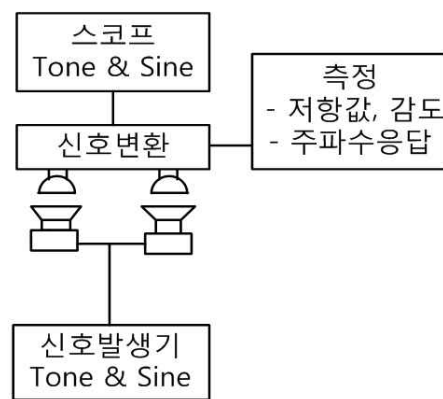 스코프
Tone & Sine
측정
- 저항값, 감도
- 주파수응답
신호변환
신호발생기
Tone & Sine